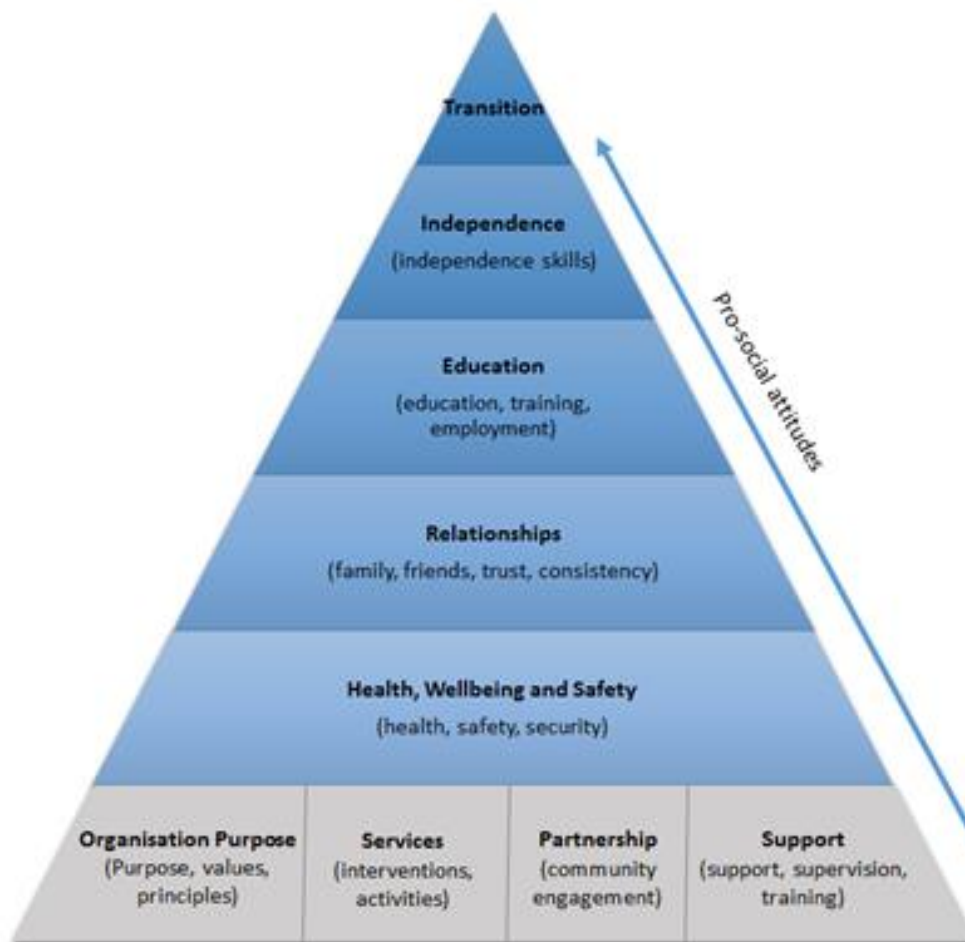 Transition
Independence
(independence skills)
Education
(education, training,
employment)
Relationships
(family, friends, trust, consistency)
Health, Wellbeing and Safety
(health, safety, security)
Organisation Purpose
(Purpose, values,
principles)
Services
(interventions,
activities)
Partnership
(community
engagement)
Support
(support, supervision,
training)
Pro-social attitudes